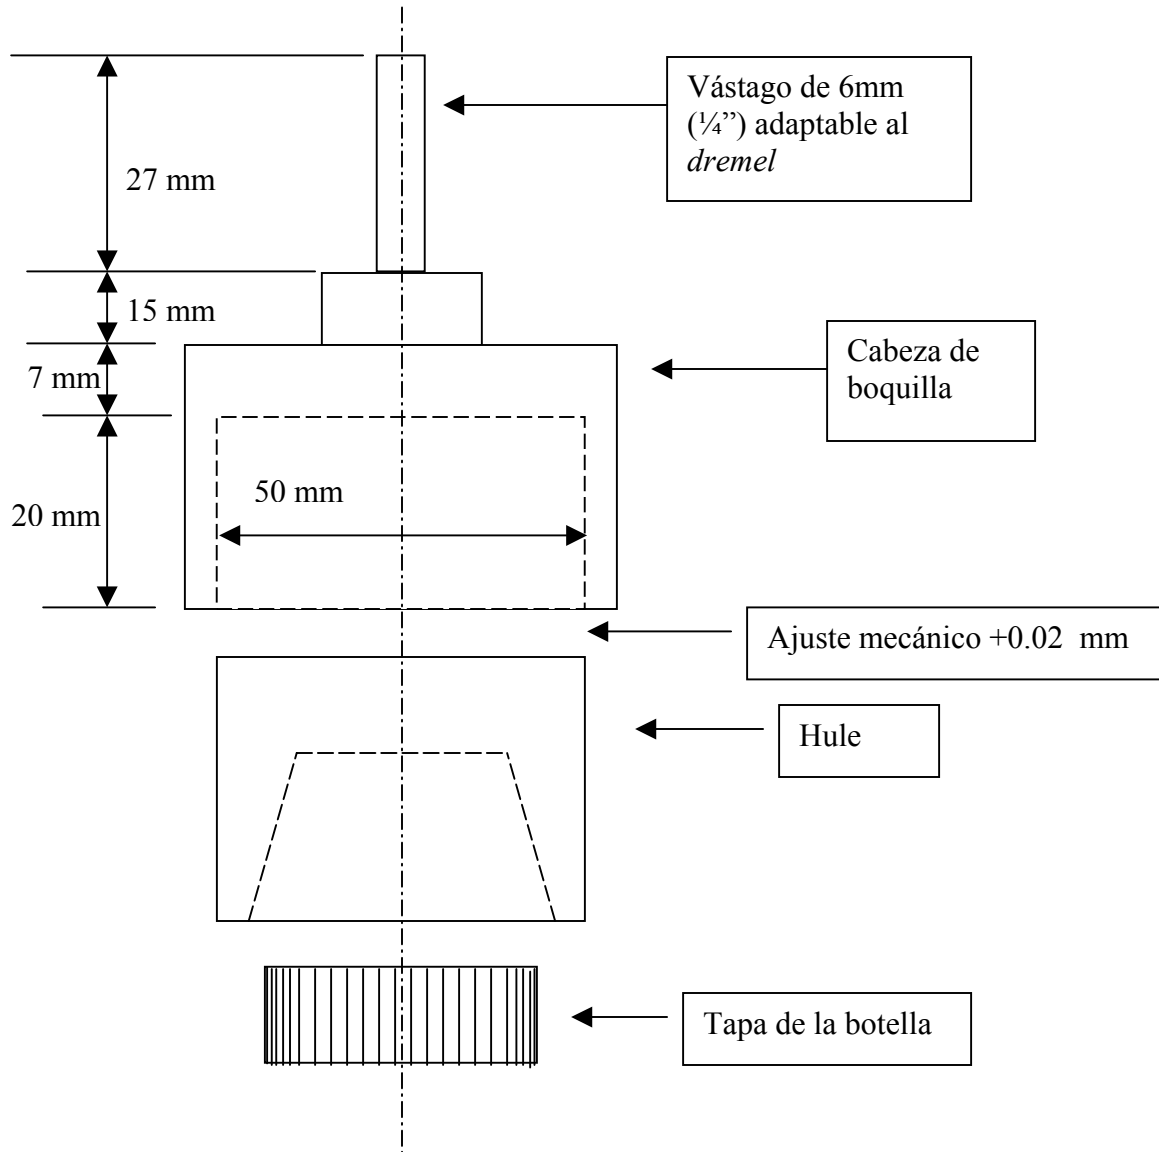 Vástago de 6mm
(¼”) adaptable al
dremel
27 mm
15 mm
Cabeza de
boquilla
7 mm
50 mm
20 mm
Ajuste mecánico +0.02 mm
Hule
Tapa de la botella